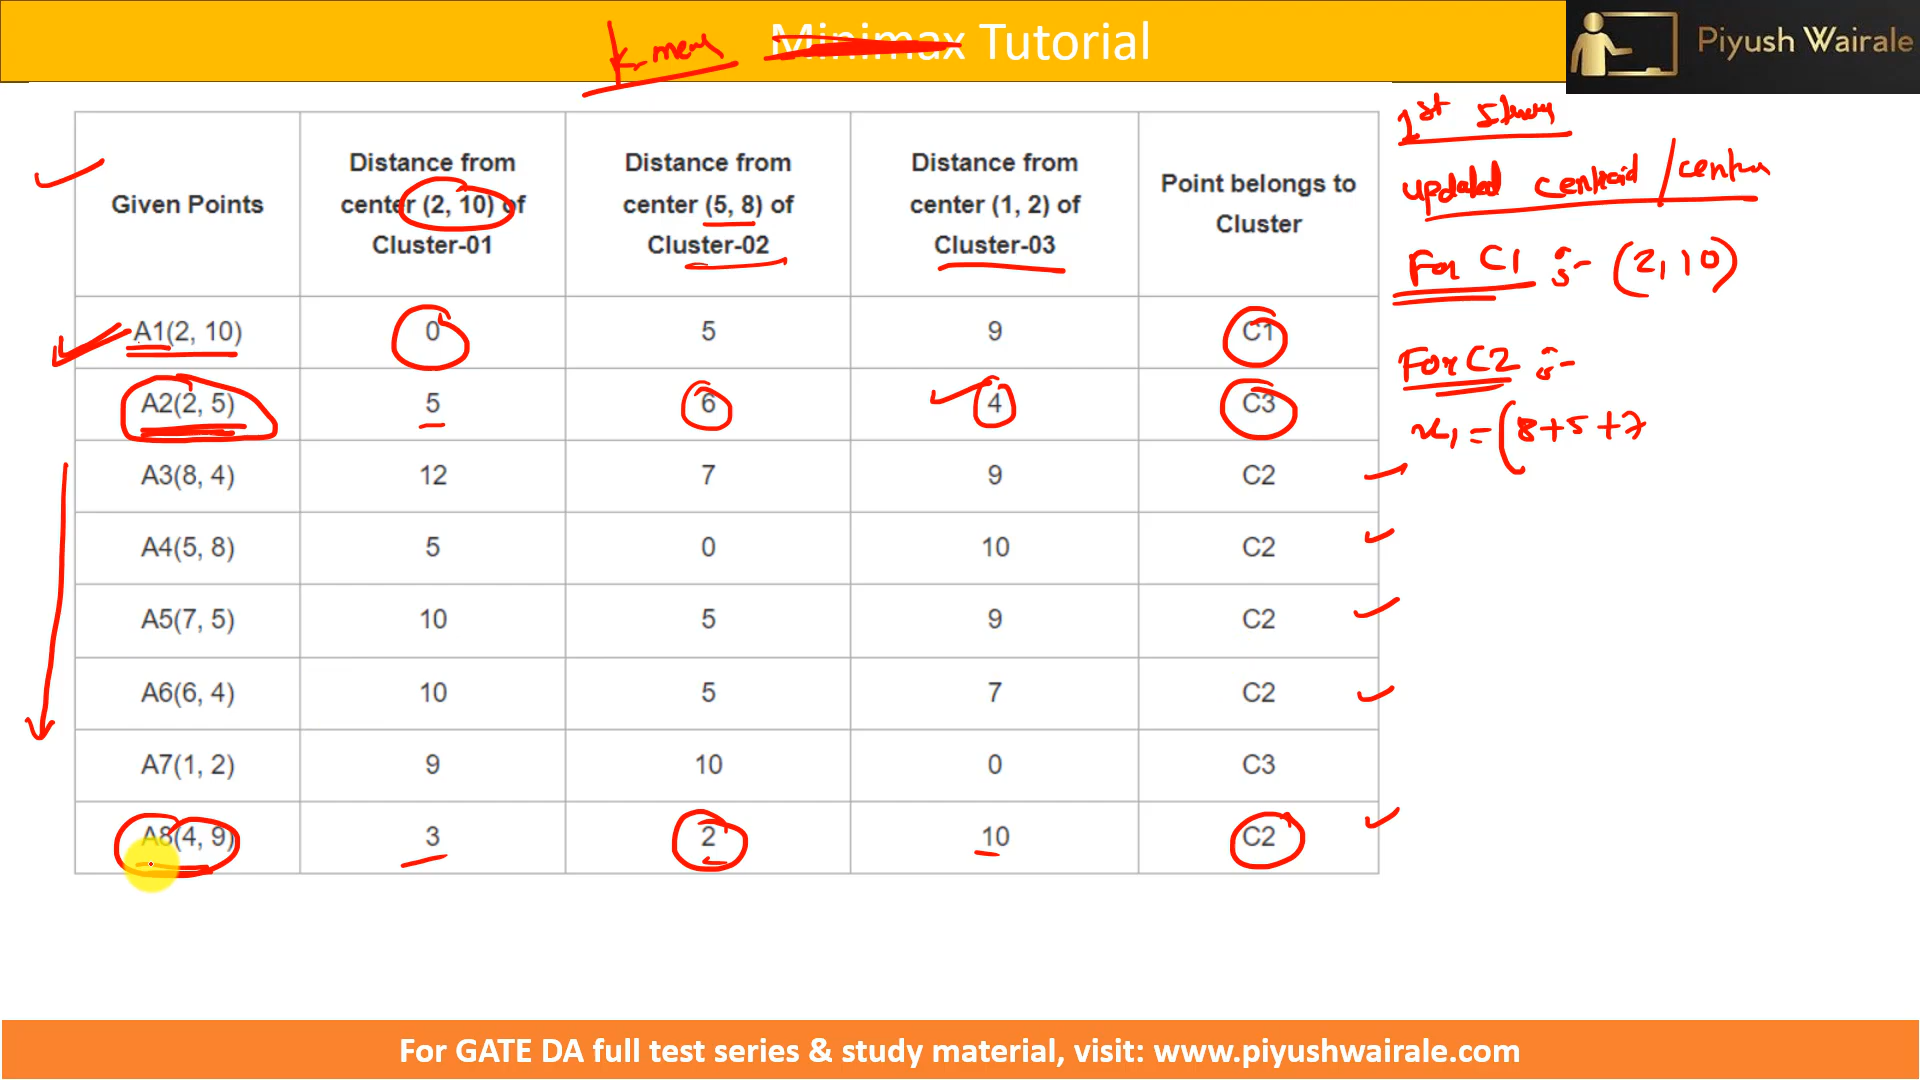 k-mean Minimax Tutorial
Piyush Wairale
Given Points
Distance from
center (2, 10) of
Cluster-01
Distance from
center (5, 8) of
Cluster-02
Distance from
center (1, 2) of
Cluster-03
Point belongs to
Cluster
A1(2, 10) 0 5 9 C1
A2(2, 5) 5 6 4 C3
A3(8, 4) 12 7 9 C2
A4(5, 8) 5 0 10 C2
A5(7, 5) 10 5 9 C2
A6(6, 4) 10 5 7 C2
A7(1, 2) 9 10 0 C3
A8(4, 9) 3 2 10 C2
1st
updated centroid / center
For C1 :- (2, 10)
For C2 :-
x1 = (8+5+7
For GATE DA full test series & study material, visit: www.piyushwairale.com